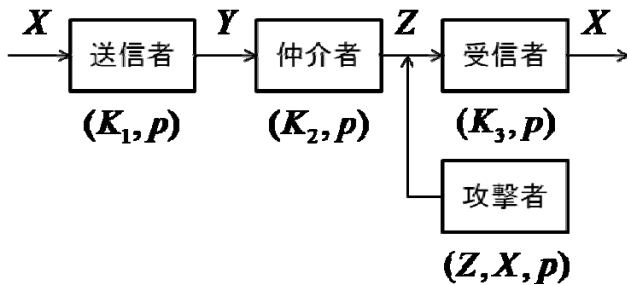 X Y Z X
送信者 仲介者 受信者
(K₁, p) (K₂, p) (K₃, p)
攻撃者
(Z, X, p)